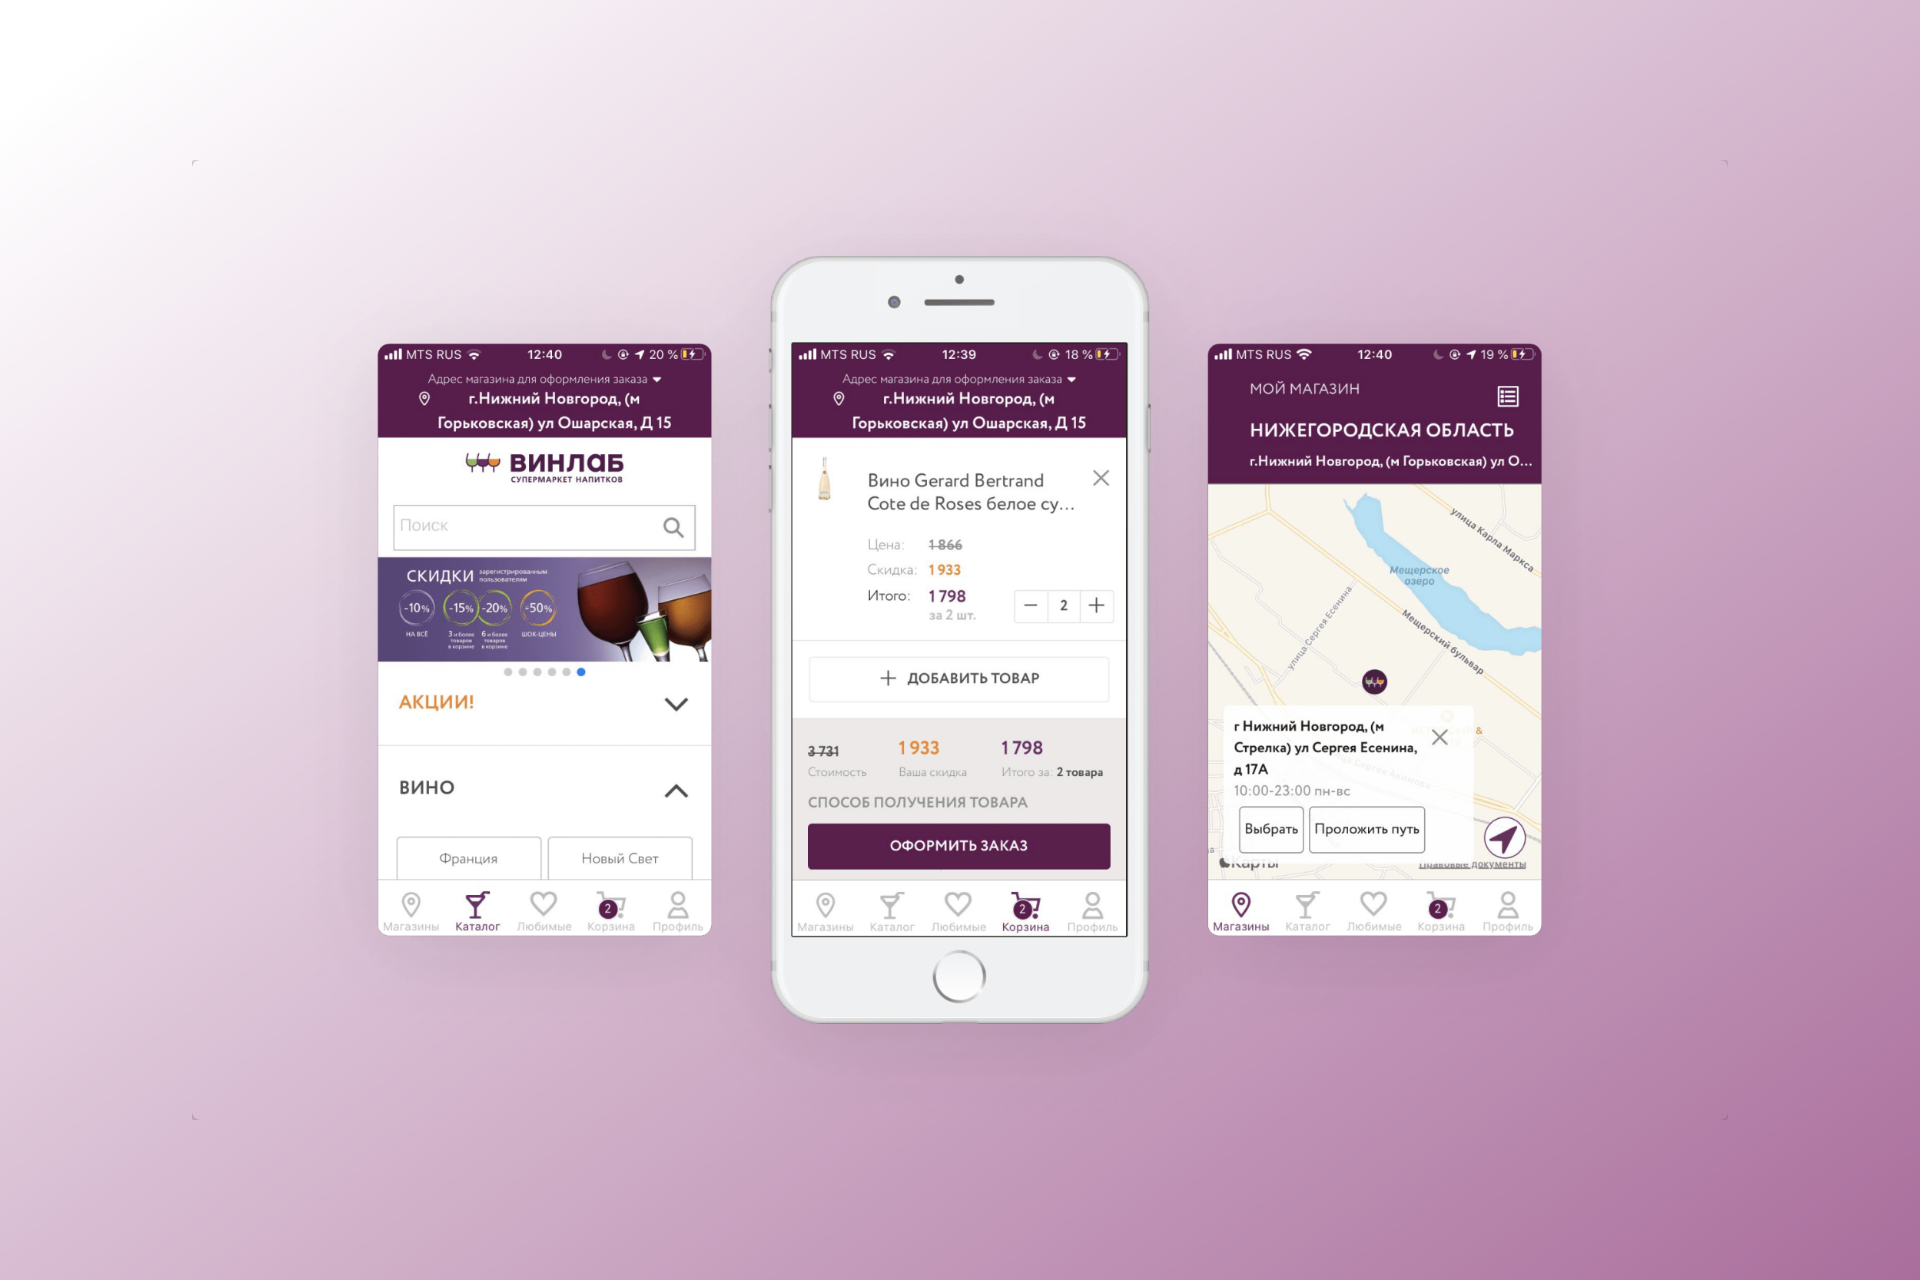 MTS RUS 12:40 20 %
Адрес магазина для оформления заказа
г.Нижний Новгород, (м
Горьковская) ул Ошарская, Д 15
ВИНЛАБ
СУПЕРМАРКЕТ НАПИТКОВ
Поиск
СКИДКИ зарегистрированным
пользователям
-10% -15% -20% -50%
НА ВСЁ 3 и более 6 и более ШОК-ЦЕНЫ
товаров товаров
в корзине в корзине
АКЦИИ!
ВИНО
Франция Новый Свет
2
Магазины Каталог Любимые Корзина Профиль
MTS RUS 12:39 18 %
Адрес магазина для оформления заказа
г.Нижний Новгород, (м
Горьковская) ул Ошарская, Д 15
Вино Gerard Bertrand
Cote de Roses белое су...
Цена: 1 866
Скидка: 1 933
Итого: 1 798
за 2 шт.
− 2 +
+ ДОБАВИТЬ ТОВАР
3 731 1 933 1 798
Стоимость Ваша скидка Итого за: 2 товара
СПОСОБ ПОЛУЧЕНИЯ ТОВАРА
ОФОРМИТЬ ЗАКАЗ
2
Магазины Каталог Любимые Корзина Профиль
MTS RUS 12:40 19 %
МОЙ МАГАЗИН
НИЖЕГОРОДСКАЯ ОБЛАСТЬ
г.Нижний Новгород, (м Горьковская) ул О...
улица Карла Маркса
Мещерское
озеро
улица Сергея Есенина
Мещерский бульвар
г Нижний Новгород, (м
Стрелка) ул Сергея Есенина,
д 17А
10:00-23:00 пн-вс
Выбрать Проложить путь
Карты Правовые документы
2
Магазины Каталог Любимые Корзина Профиль